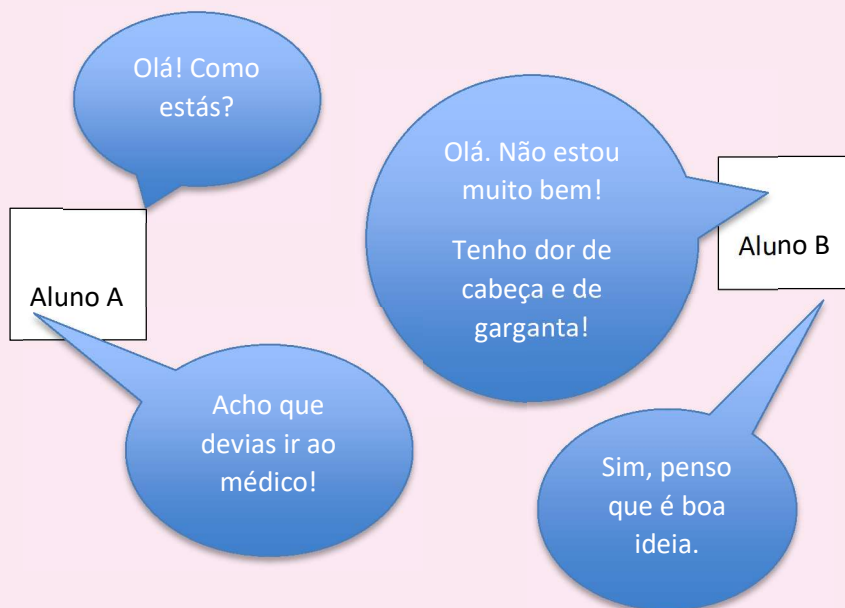 Olá! Como
estás?
Olá. Não estou
muito bem!
Tenho dor de
cabeça e de
garganta!
Aluno A
Aluno B
Acho que
devias ir ao
médico!
Sim, penso
que é boa
ideia.